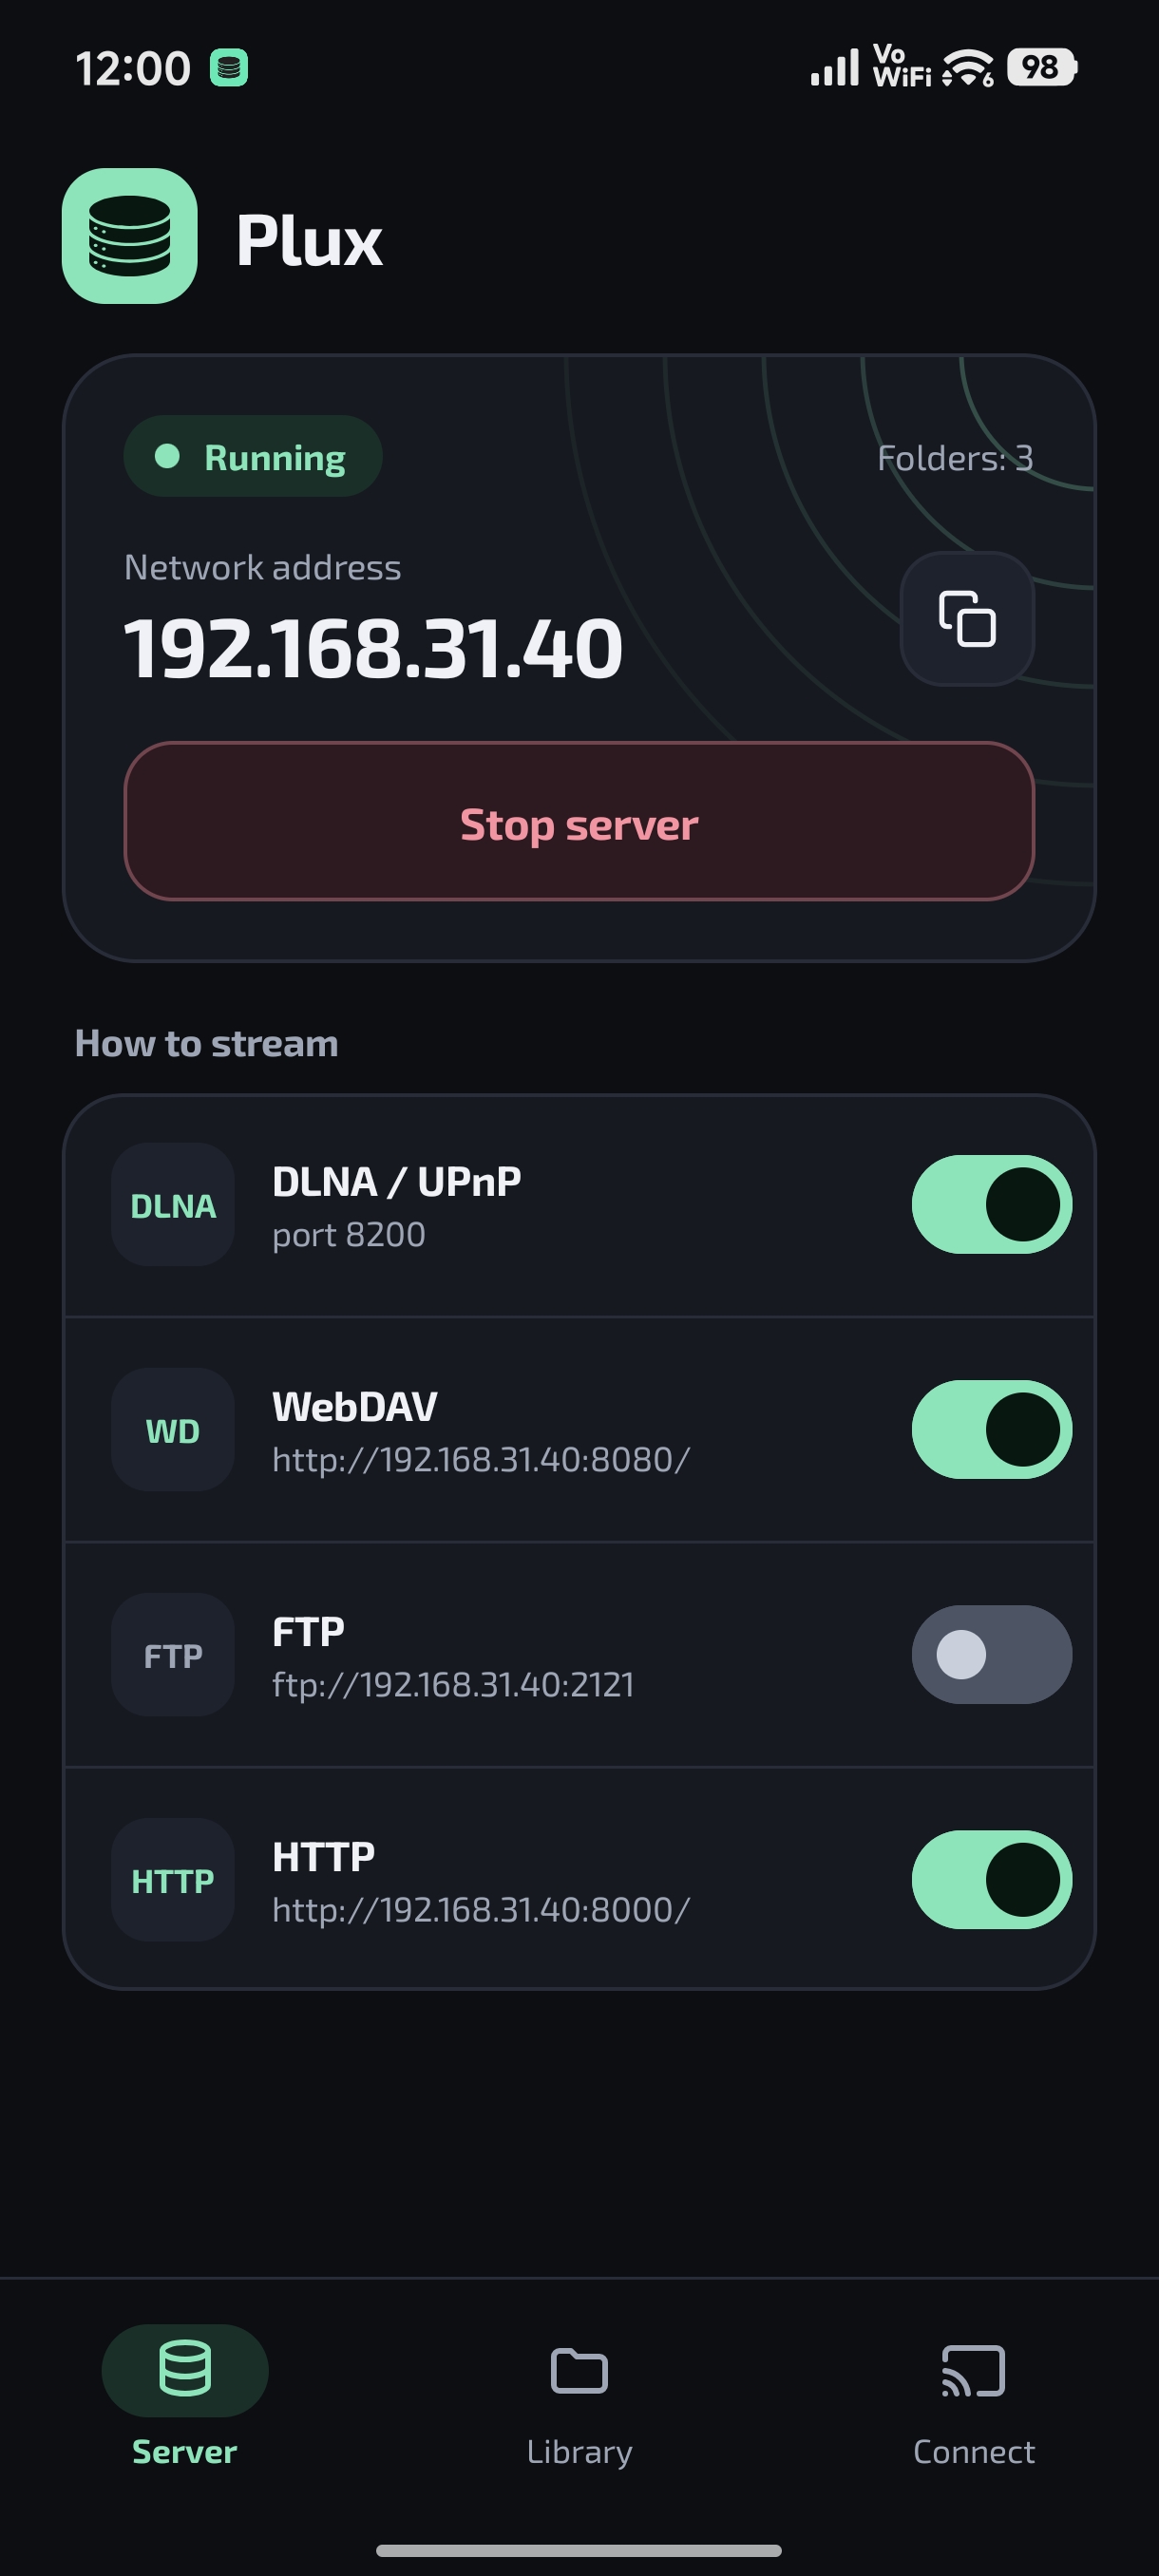 12:00
Vo
WiFi
6
98
Plux
Running
Folders: 3
Network address
192.168.31.40
Stop server
How to stream
DLNA
DLNA / UPnP
port 8200
WD
WebDAV
http://192.168.31.40:8080/
FTP
FTP
ftp://192.168.31.40:2121
HTTP
HTTP
http://192.168.31.40:8000/
Server
Library
Connect